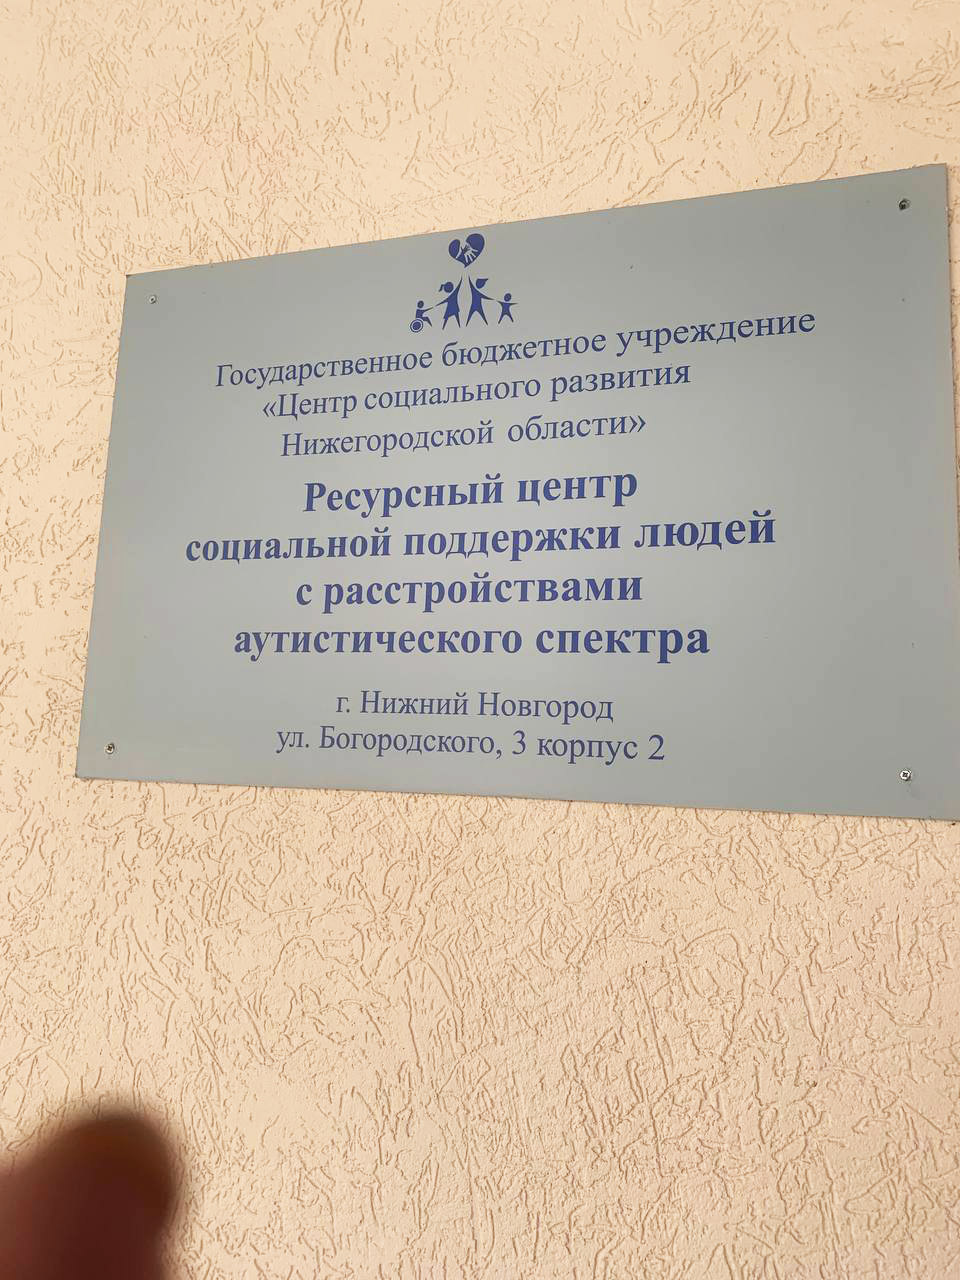 Государственное бюджетное учреждение
«Центр социального развития
Нижегородской области»
Ресурсный центр
социальной поддержки людей
с расстройствами
аутистического спектра
г. Нижний Новгород
ул. Богородского, 3 корпус 2